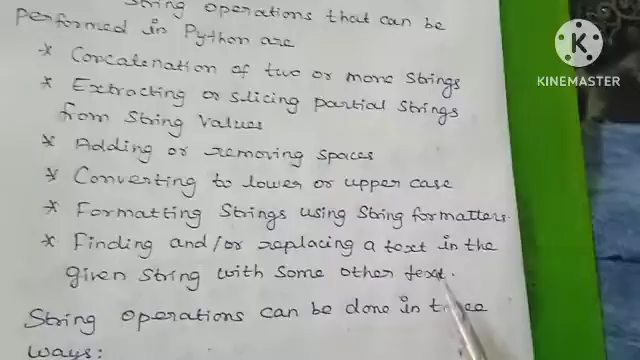 String operations that can be
performed in Python are
* Concatenation of two or more Strings
* Extracting or slicing partial Strings
from String values
* Adding or removing spaces
* Converting to lower or upper case
* Formatting Strings using String formatters.
* Finding and/or replacing a text in the
given String with some other text.
String operations can be done in three
ways:
KINEMASTER